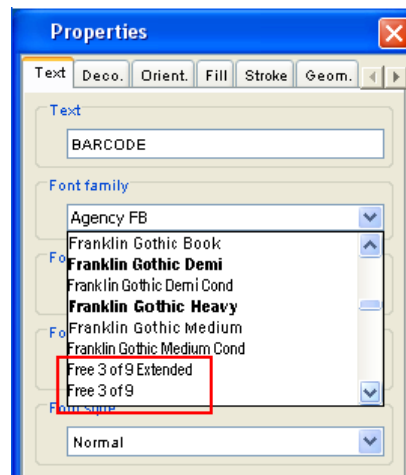 Properties
Text Deco. Orient. Fill Stroke Geom.
Text
BARCODE
Font family
Agency FB
Franklin Gothic Book
Franklin Gothic Demi
Franklin Gothic Demi Cond
Franklin Gothic Heavy
Franklin Gothic Medium
Franklin Gothic Medium Cond
Free 3 of 9 Extended
Free 3 of 9
Normal